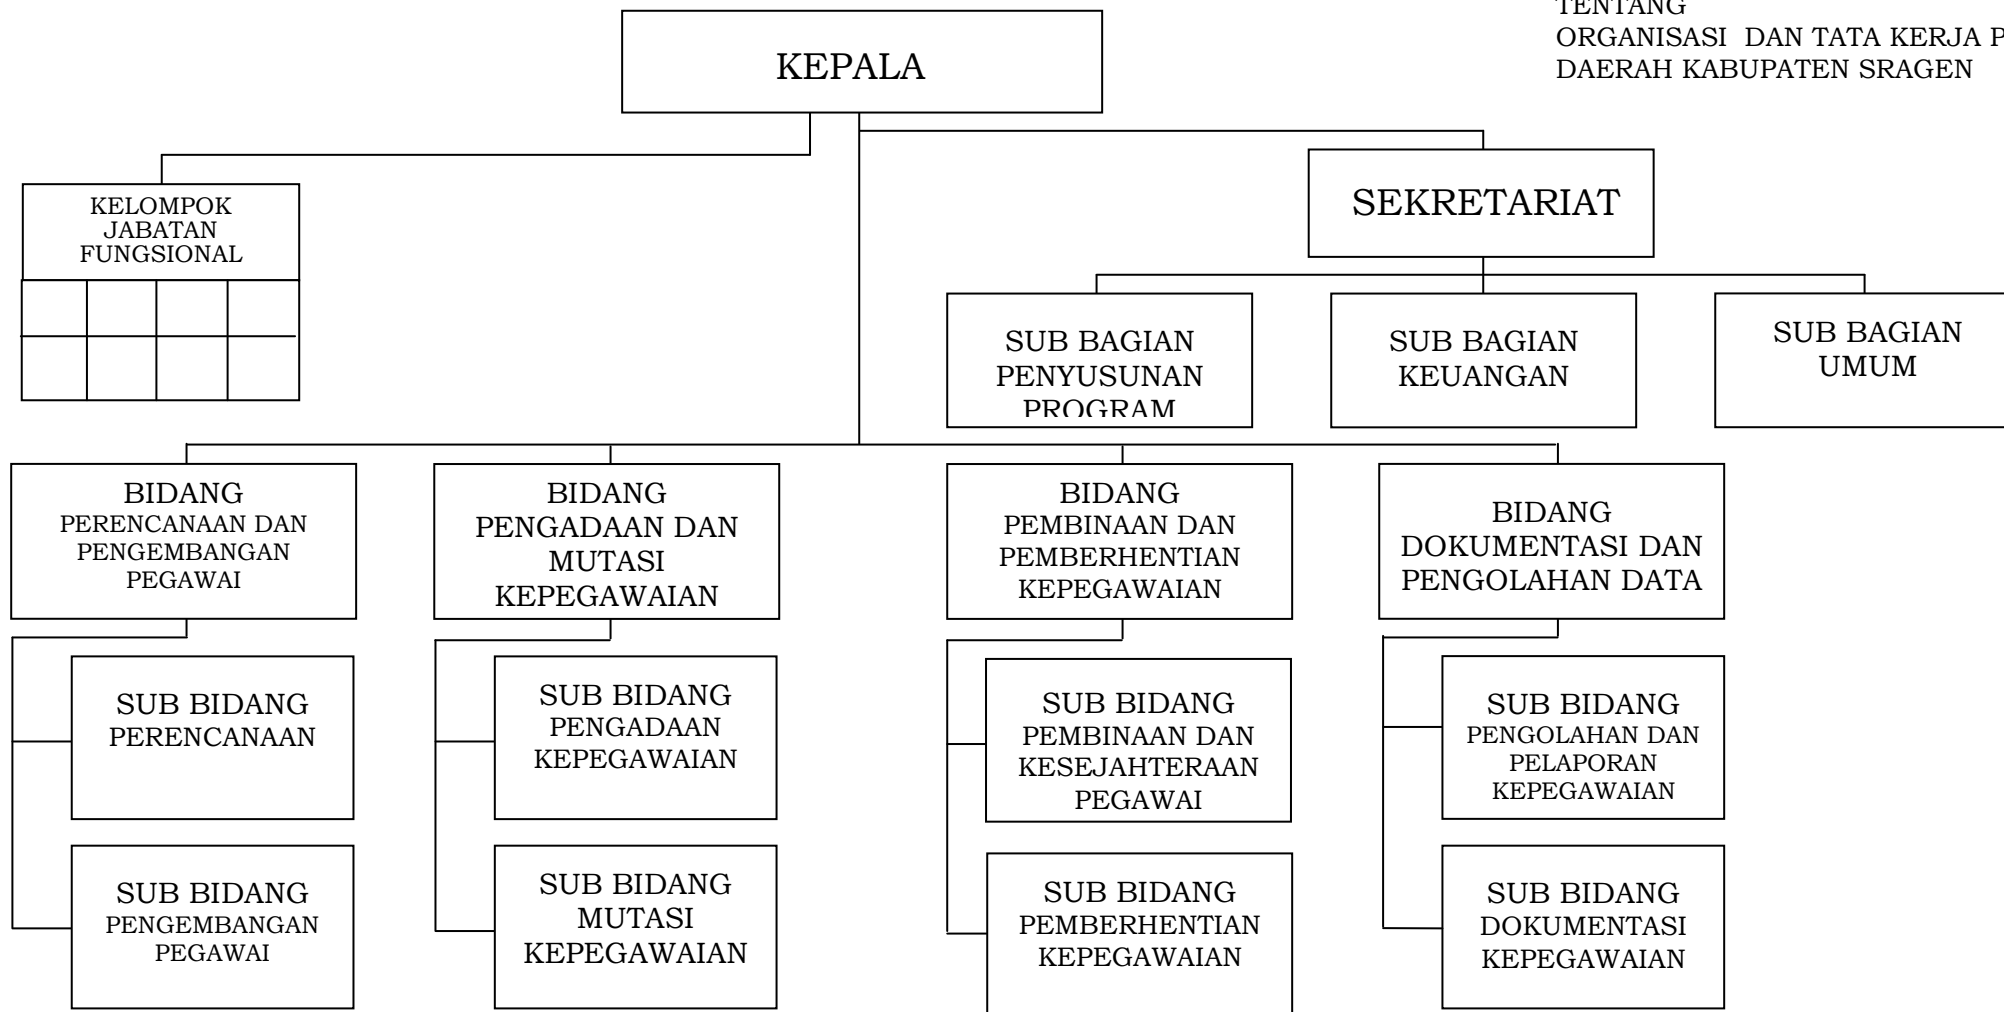 TENTANG
ORGANISASI DAN TATA KERJA P
DAERAH KABUPATEN SRAGEN
KEPALA
KELOMPOK
JABATAN
FUNGSIONAL
SEKRETARIAT
SUB BAGIAN
PENYUSUNAN
PROGRAM
SUB BAGIAN
KEUANGAN
SUB BAGIAN
UMUM
BIDANG
PERENCANAAN DAN
PENGEMBANGAN
PEGAWAI
BIDANG
PENGADAAN DAN
MUTASI
KEPEGAWAIAN
BIDANG
PEMBINAAN DAN
PEMBERHENTIAN
KEPEGAWAIAN
BIDANG
DOKUMENTASI DAN
PENGOLAHAN DATA
SUB BIDANG
PERENCANAAN
SUB BIDANG
PENGADAAN
KEPEGAWAIAN
SUB BIDANG
PEMBINAAN DAN
KESEJAHTERAAN
PEGAWAI
SUB BIDANG
PENGOLAHAN DAN
PELAPORAN
KEPEGAWAIAN
SUB BIDANG
PENGEMBANGAN
PEGAWAI
SUB BIDANG
MUTASI
KEPEGAWAIAN
SUB BIDANG
PEMBERHENTIAN
KEPEGAWAIAN
SUB BIDANG
DOKUMENTASI
KEPEGAWAIAN